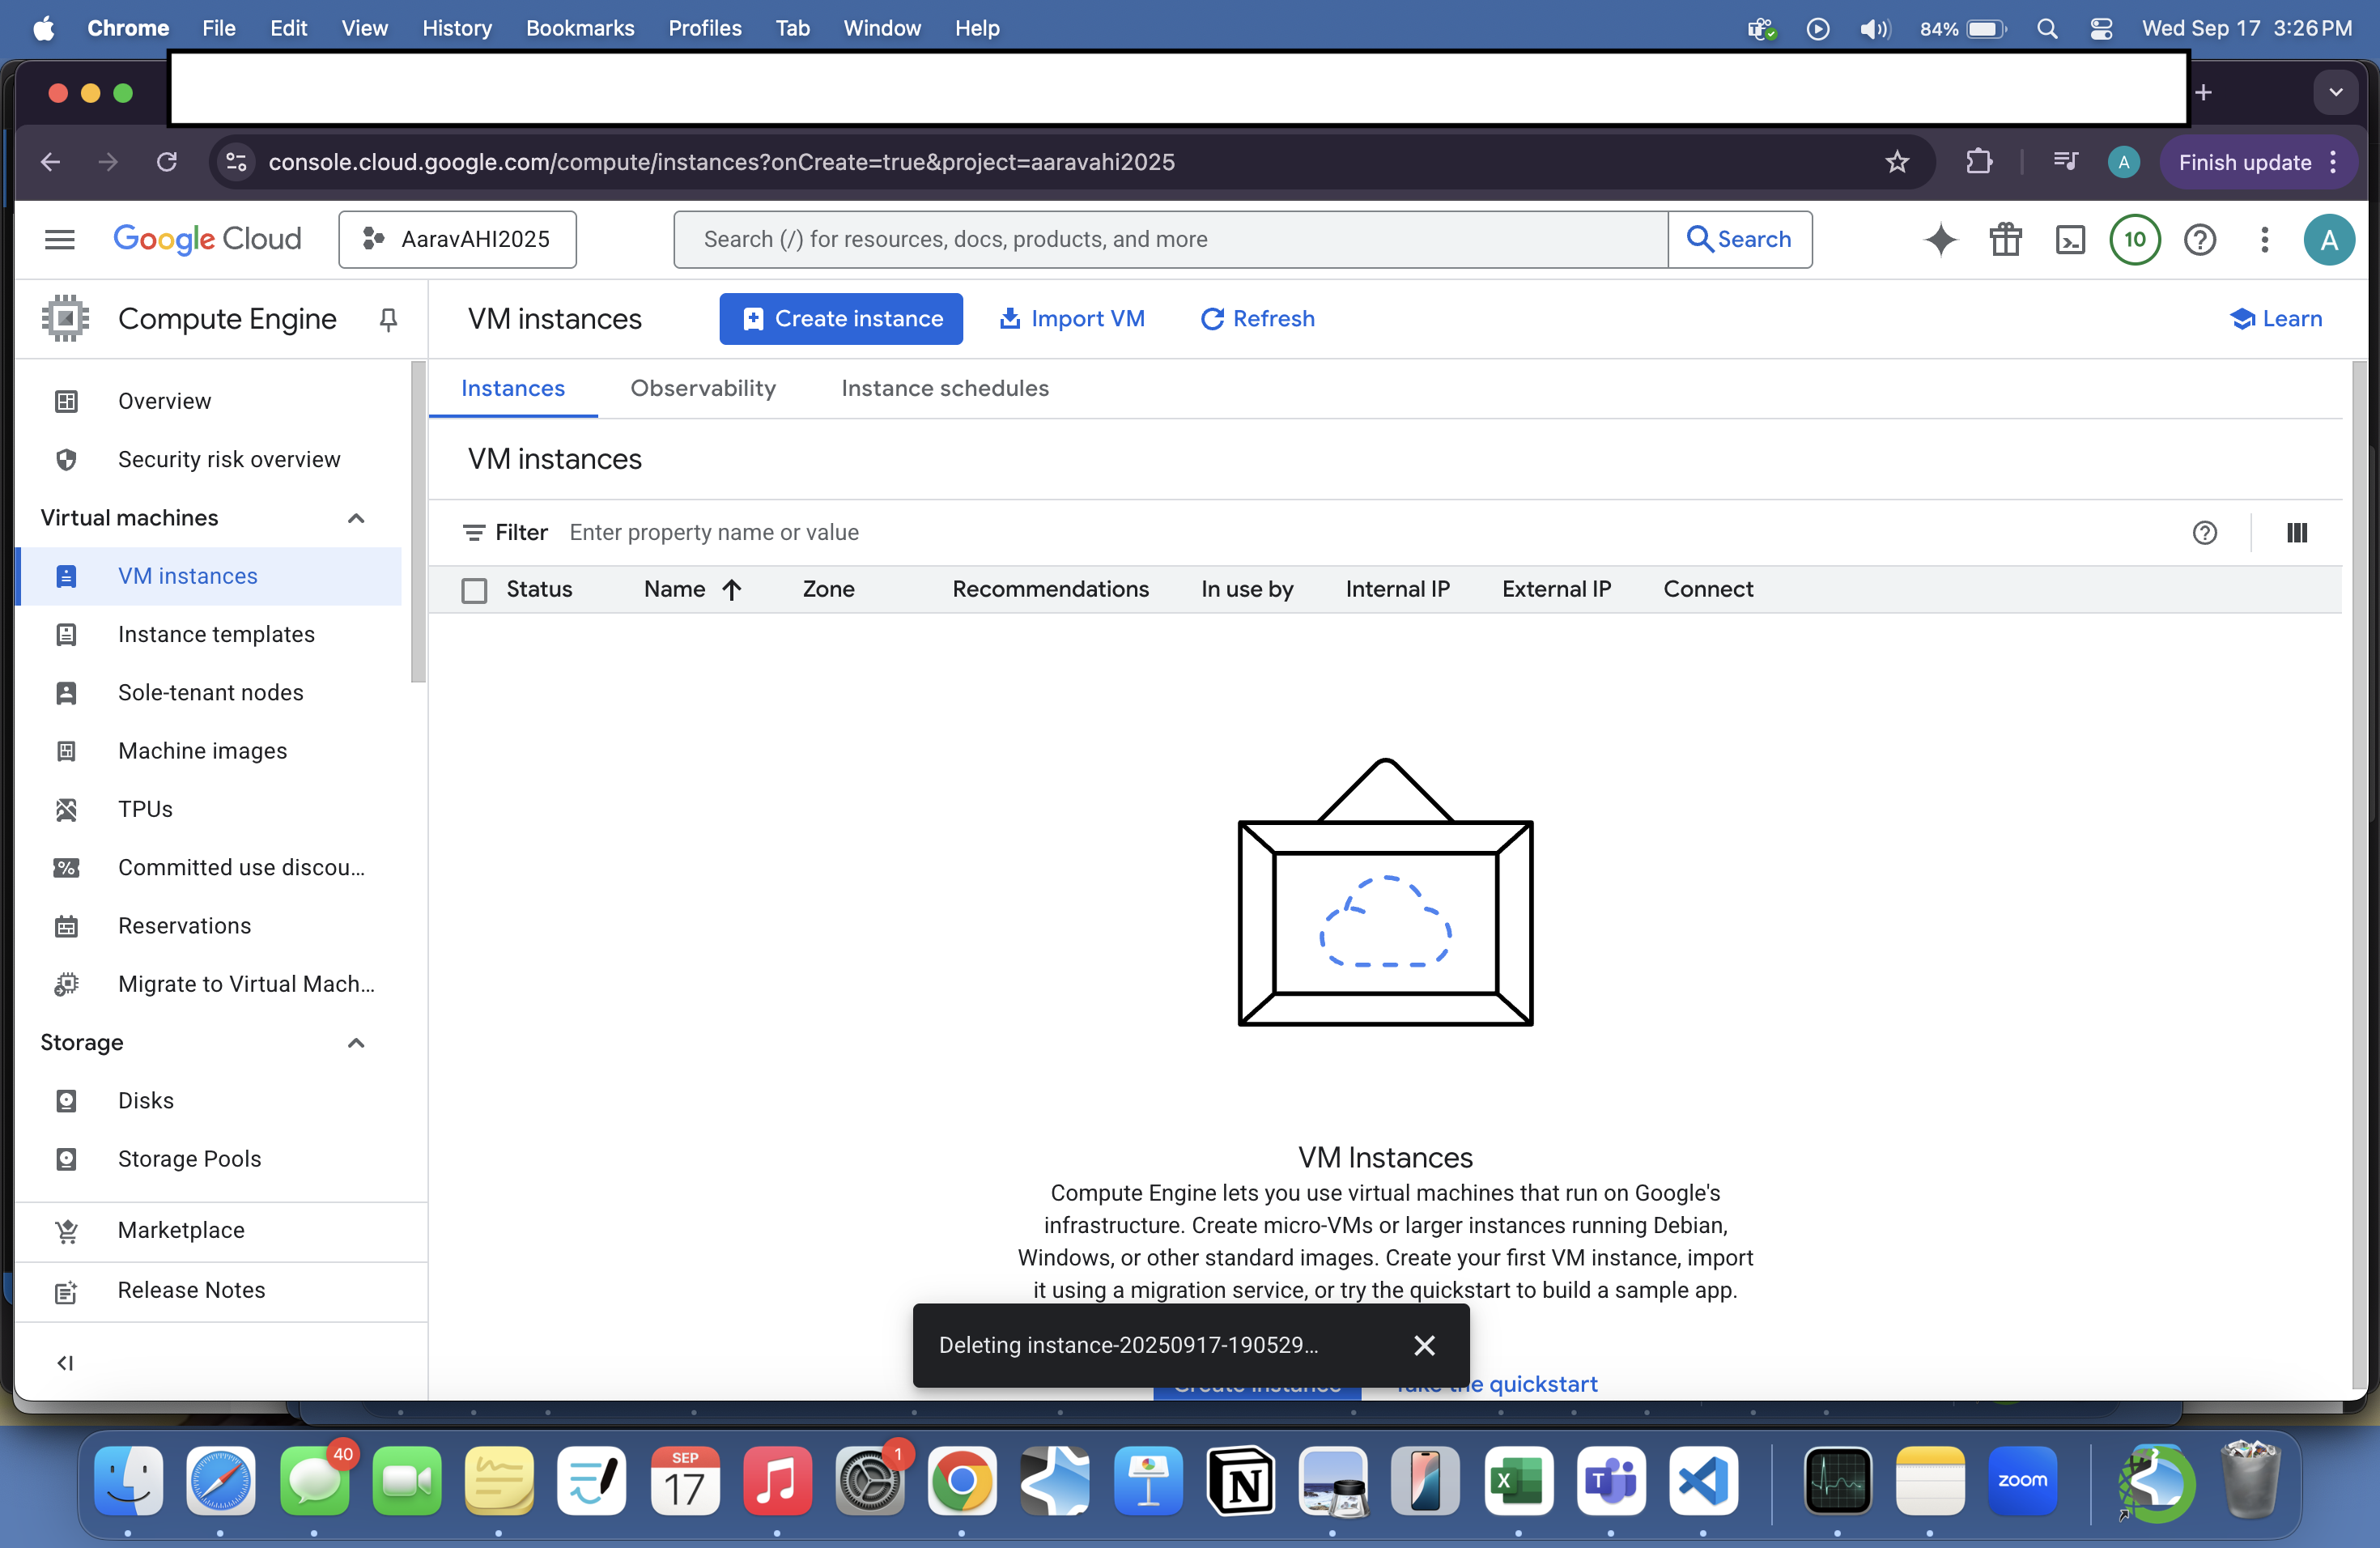 Chrome File Edit View History Bookmarks Profiles Tab Window Help 84% Wed Sep 17 3:26 PM
console.cloud.google.com/compute/instances?onCreate=true&project=aaravahi2025 A Finish update
Google Cloud AaravAHI2025 Search (/) for resources, docs, products, and more Search 10 A
Compute Engine
VM instances Create instance Import VM Refresh Learn
Overview
Security risk overview
Virtual machines
VM instances
Instance templates
Sole-tenant nodes
Machine images
TPUs
Committed use discou...
Reservations
Migrate to Virtual Mach...
Storage
Disks
Storage Pools
Marketplace
Release Notes
Instances Observability Instance schedules
VM instances
Filter Enter property name or value
Status Name Zone Recommendations In use by Internal IP External IP Connect
VM Instances
Compute Engine lets you use virtual machines that run on Google's
infrastructure. Create micro-VMs or larger instances running Debian,
Windows, or other standard images. Create your first VM instance, import
it using a migration service, or try the quickstart to build a sample app.
Deleting instance-20250917-190529...
Create instance Take the quickstart
40 SEP 17 1 N X T zoom